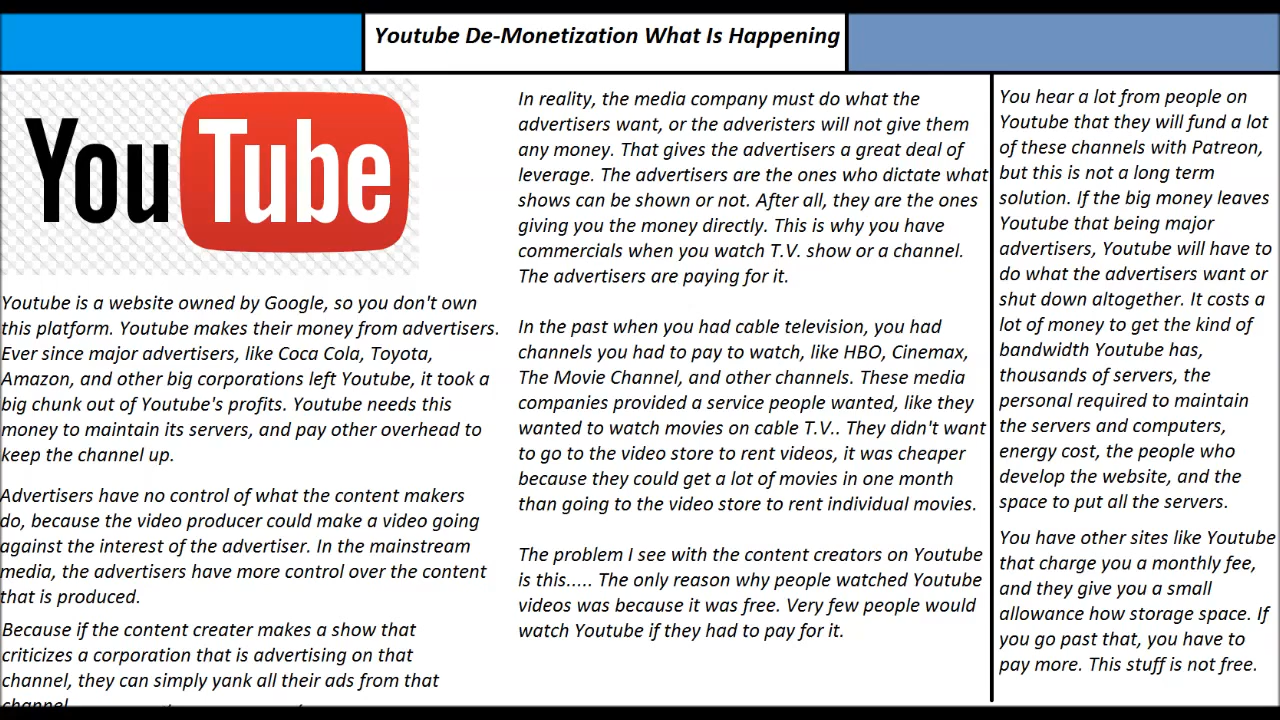 Youtube De-Monetization What Is Happening
YouTube
Youtube is a website owned by Google, so you don't own
this platform. Youtube makes their money from advertisers.
Ever since major advertisers, like Coca Cola, Toyota,
Amazon, and other big corporations left Youtube, it took a
big chunk out of Youtube's profits. Youtube needs this
money to maintain its servers, and pay other overhead to
keep the channel up.
Advertisers have no control of what the content makers
do, because the video producer could make a video going
against the interest of the advertiser. In the mainstream
media, the advertisers have more control over the content
that is produced.
Because if the content creater makes a show that
criticizes a corporation that is advertising on that
channel, they can simply yank all their ads from that
channel
In reality, the media company must do what the
advertisers want, or the adveristers will not give them
any money. That gives the advertisers a great deal of
leverage. The advertisers are the ones who dictate what
shows can be shown or not. After all, they are the ones
giving you the money directly. This is why you have
commercials when you watch T.V. show or a channel.
The advertisers are paying for it.
In the past when you had cable television, you had
channels you had to pay to watch, like HBO, Cinemax,
The Movie Channel, and other channels. These media
companies provided a service people wanted, like they
wanted to watch movies on cable T.V.. They didn't want
to go to the video store to rent videos, it was cheaper
because they could get a lot of movies in one month
than going to the video store to rent individual movies.
The problem I see with the content creators on Youtube
is this..... The only reason why people watched Youtube
videos was because it was free. Very few people would
watch Youtube if they had to pay for it.
You hear a lot from people on
Youtube that they will fund a lot
of these channels with Patreon,
but this is not a long term
solution. If the big money leaves
Youtube that being major
advertisers, Youtube will have to
do what the advertisers want or
shut down altogether. It costs a
lot of money to get the kind of
bandwidth Youtube has,
thousands of servers, the
personal required to maintain
the servers and computers,
energy cost, the people who
develop the website, and the
space to put all the servers.
You have other sites like Youtube
that charge you a monthly fee,
and they give you a small
allowance how storage space. If
you go past that, you have to
pay more. This stuff is not free.